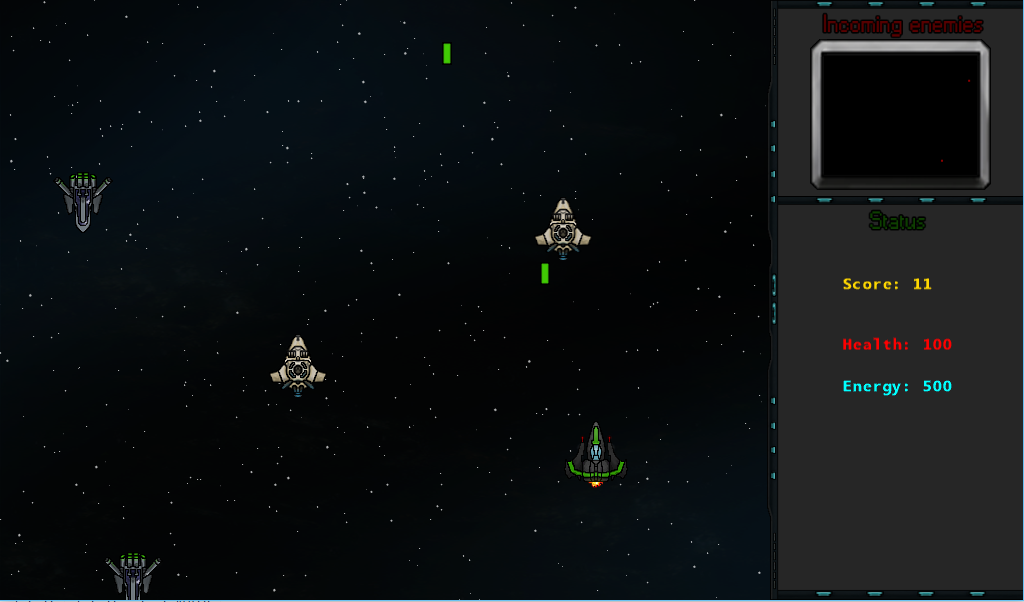 Incoming enemies
Status
Score: 11
Health: 100
Energy: 500